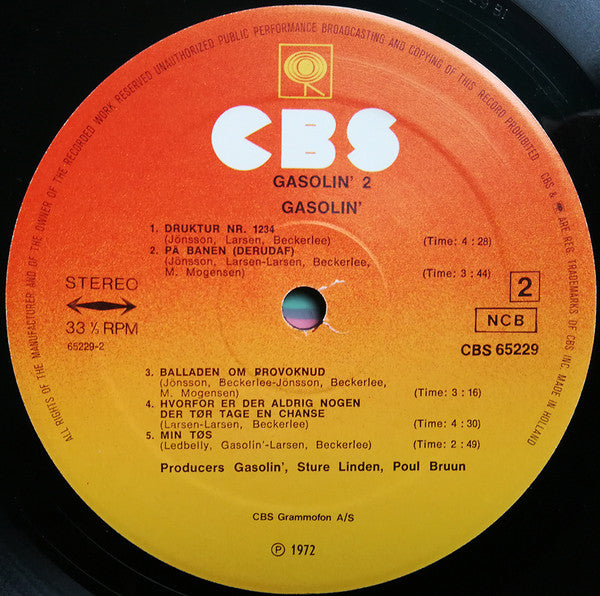 ALL RIGHTS OF THE MANUFACTURER AND OF THE OWNER OF THE RECORDED WORK RESERVED UNAUTHORIZED PUBLIC PERFORMANCE BROADCASTING AND COPYING OF THIS RECORD PROHIBITED CBS & ARE REG TRADEMARKS OF CBS INC. MADE IN HOLLAND
CBS
GASOLIN' 2
GASOLIN'
1. DRUKTUR NR. 1234
(Jönsson, Larsen, Beckerlee) (Time: 4 : 28)
2. PÅ BANEN (DERUDAF)
(Jönsson, Larsen-Larsen, Beckerlee,
M. Mogensen) (Time: 3 : 44)
STEREO
33 ⅓ RPM
65229-2
2
NCB
CBS 65229
3. BALLADEN OM PROVOKNUD
(Jönsson, Beckerlee-Jönsson, Beckerlee,
M. Mogensen) (Time: 3 : 16)
4. HVORFOR ER DER ALDRIG NOGEN
DER TØR TAGE EN CHANSE
(Larsen-Larsen, Beckerlee) (Time: 4 : 30)
5. MIN TØS
(Ledbelly, Gasolin'-Larsen, Beckerlee) (Time: 2 : 49)
Producers Gasolin', Sture Linden, Poul Bruun
CBS Grammofon A/S
℗ 1972